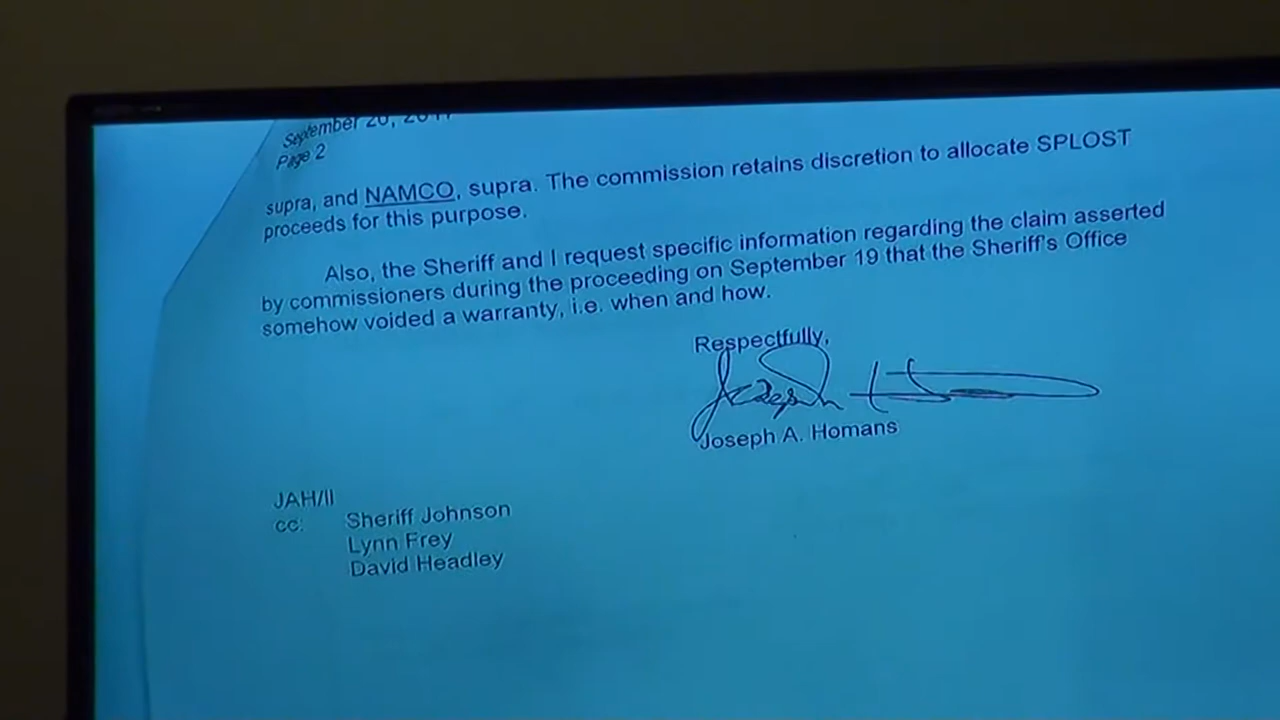 September 20,
Page 2
supra, and NAMCO, supra. The commission retains discretion to allocate SPLOST
proceeds for this purpose.
Also, the Sheriff and I request specific information regarding the claim asserted
by commissioners during the proceeding on September 19 that the Sheriff's Office
somehow voided a warranty, i.e. when and how.
Respectfully,
Joseph A. Homans
JAH/ll
cc: Sheriff Johnson
Lynn Frey
David Headley